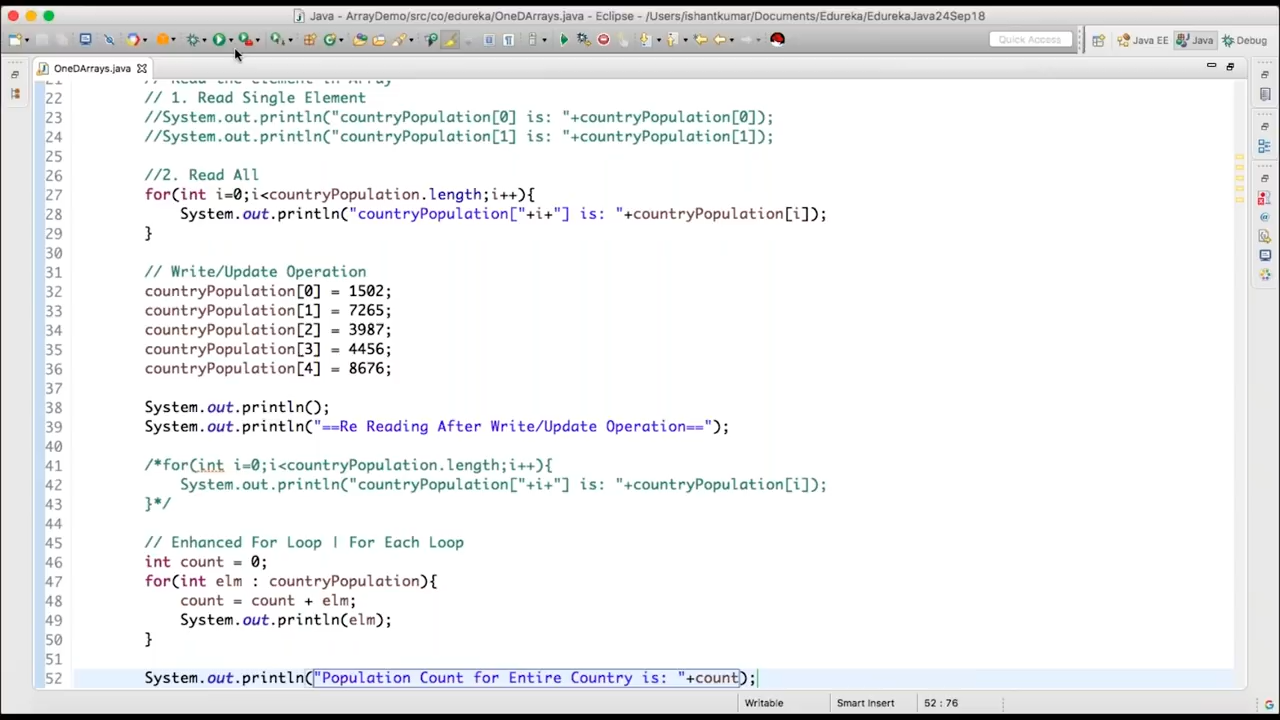 Java - ArrayDemo/src/co/edureka/OneDArrays.java - Eclipse - /Users/ishantkumar/Documents/Edureka/EdurekaJava24Sep18
Quick Access
Java EE
Java
Debug
OneDArrays.java
21 // Read the element in Array
22 // 1. Read Single Element
23 //System.out.println("countryPopulation[0] is: "+countryPopulation[0]);
24 //System.out.println("countryPopulation[1] is: "+countryPopulation[1]);
25
26 //2. Read All
27 for(int i=0;i<countryPopulation.length;i++){
28 System.out.println("countryPopulation["+i+"] is: "+countryPopulation[i]);
29 }
30
31 // Write/Update Operation
32 countryPopulation[0] = 1502;
33 countryPopulation[1] = 7265;
34 countryPopulation[2] = 3987;
35 countryPopulation[3] = 4456;
36 countryPopulation[4] = 8676;
37
38 System.out.println();
39 System.out.println("==Re Reading After Write/Update Operation==");
40
41 /*for(int i=0;i<countryPopulation.length;i++){
42 System.out.println("countryPopulation["+i+"] is: "+countryPopulation[i]);
43 }*/
44
45 // Enhanced For Loop | For Each Loop
46 int count = 0;
47 for(int elm : countryPopulation){
48 count = count + elm;
49 System.out.println(elm);
50 }
51
52 System.out.println("Population Count for Entire Country is: "+count);
Writable
Smart Insert
52 : 76